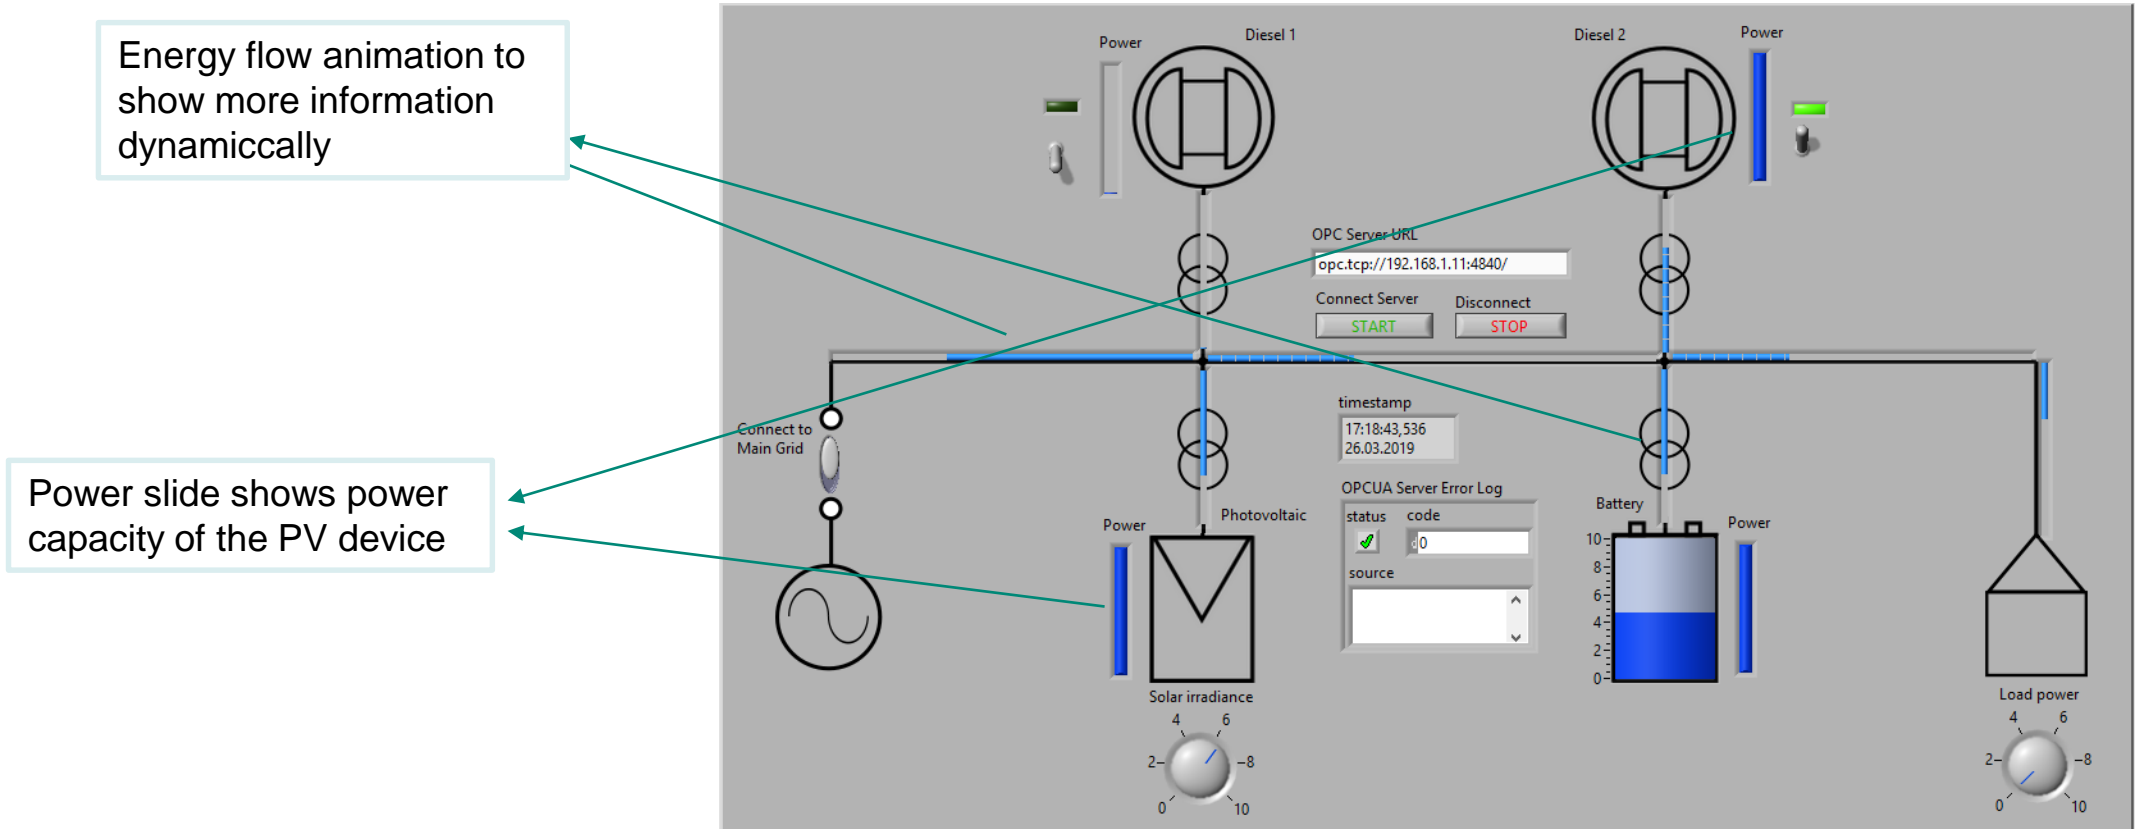 Energy flow animation to
show more information
dynamiccally
Power slide shows power
capacity of the PV device
Power
Diesel 1
Diesel 2
Power
OPC Server URL
opc.tcp://192.168.1.11:4840/
Connect Server
Disconnect
START
STOP
Connect to
Main Grid
timestamp
17:18:43,536
26.03.2019
OPCUA Server Error Log
status
code
d0
source
Power
Photovoltaic
Battery
Power
10
8
6
4
2
0
Solar irradiance
4 6
2 8
0 10
Load power
4 6
2 8
0 10